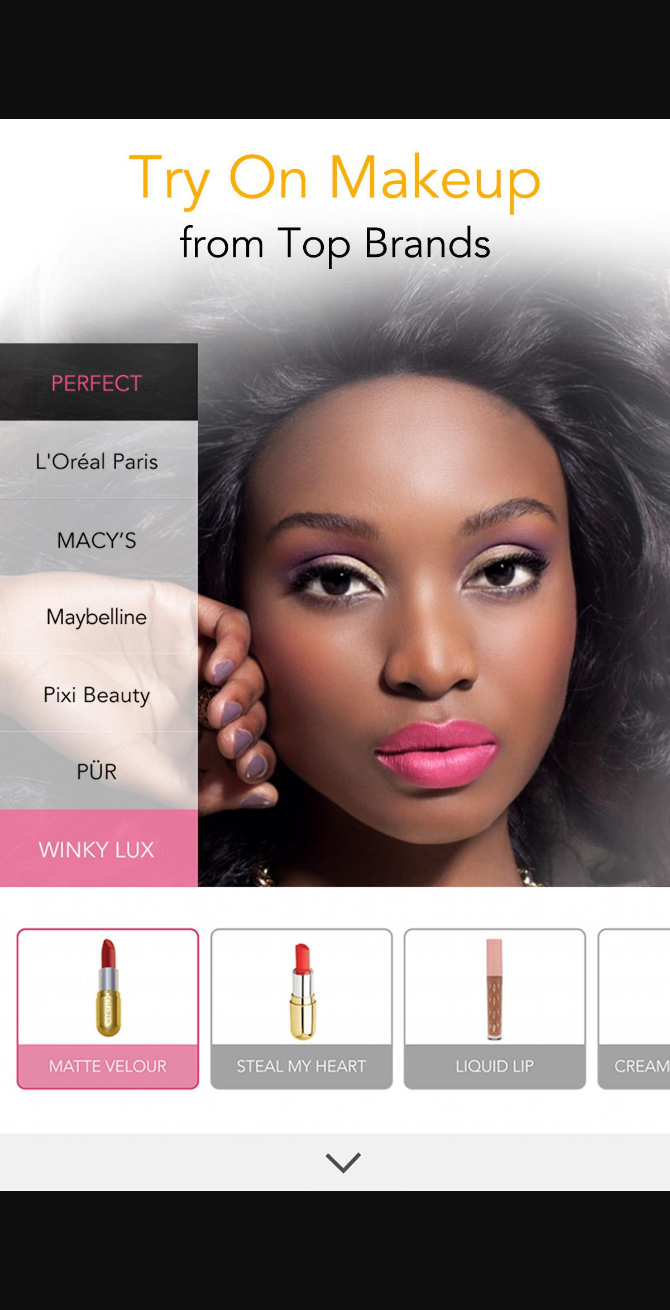 Try On Makeup
from Top Brands
PERFECT
L'Oréal Paris
MACY'S
Maybelline
Pixi Beauty
PÜR
WINKY LUX
MATTE VELOUR
STEAL MY HEART
LIQUID LIP
CREAM